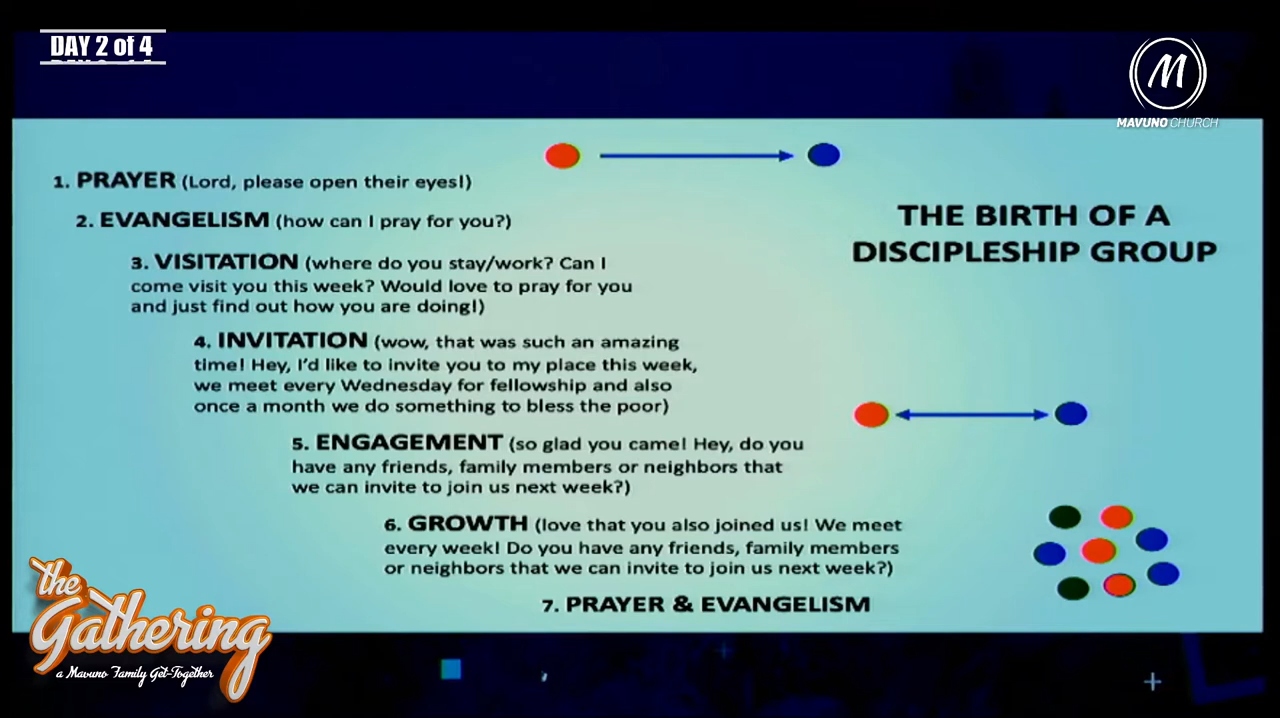 DAY 2 of 4
M
MAVUNO CHURCH
1. PRAYER (Lord, please open their eyes!)
2. EVANGELISM (how can I pray for you?)
THE BIRTH OF A
DISCIPLESHIP GROUP
3. VISITATION (where do you stay/work? Can I
come visit you this week? Would love to pray for you
and just find out how you are doing!)
4. INVITATION (wow, that was such an amazing
time! Hey, I'd like to invite you to my place this week,
we meet every Wednesday for fellowship and also
once a month we do something to bless the poor)
5. ENGAGEMENT (so glad you came! Hey, do you
have any friends, family members or neighbors that
we can invite to join us next week?)
6. GROWTH (love that you also joined us! We meet
every week! Do you have any friends, family members
or neighbors that we can invite to join us next week?)
7. PRAYER & EVANGELISM
the
Gathering
a Mavuno Family Get-Together